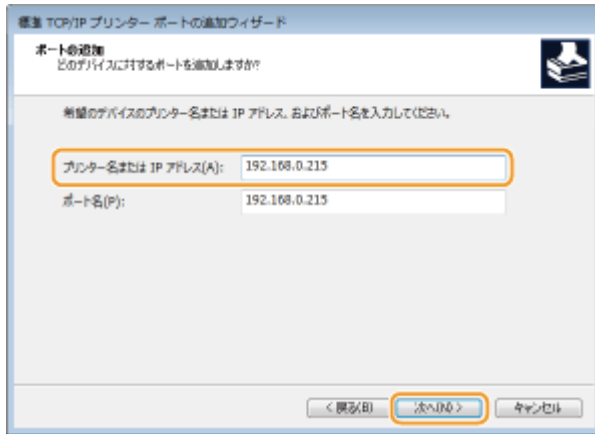 標準 TCP/IP プリンター ポートの追加ウィザード
ポートの追加
どのデバイスに対するポートを追加しますか?
希望のデバイスのプリンター名または IP アドレス、およびポート名を入力してください。
プリンター名または IP アドレス(A): 192.168.0.215
ポート名(P): 192.168.0.215
< 戻る(B) 次へ(N) > キャンセル